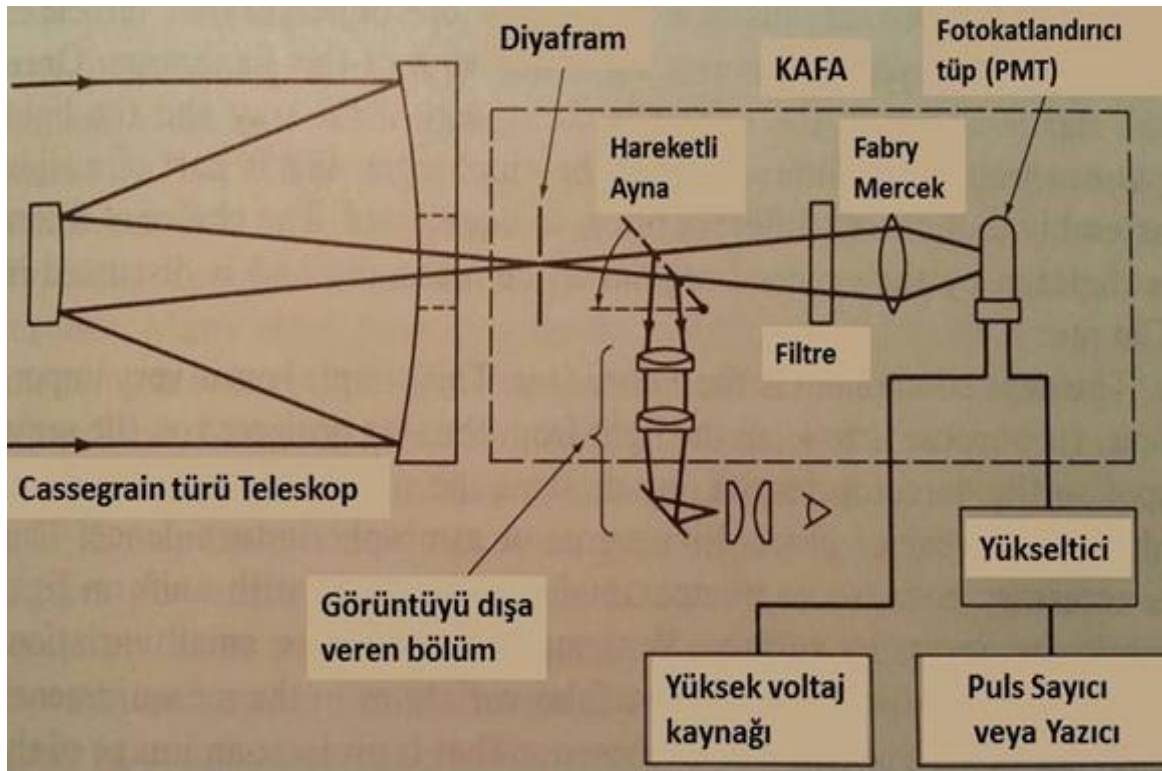 Diyafram
KAFA
Fotokatlandırıcı
tüp (PMT)
Hareketli
Ayna
Fabry
Mercek
Filtre
Cassegrain türü Teleskop
Görüntüyü dışa
veren bölüm
Yükseltici
Yüksek voltaj
kaynağı
Puls Sayıcı
veya Yazıcı